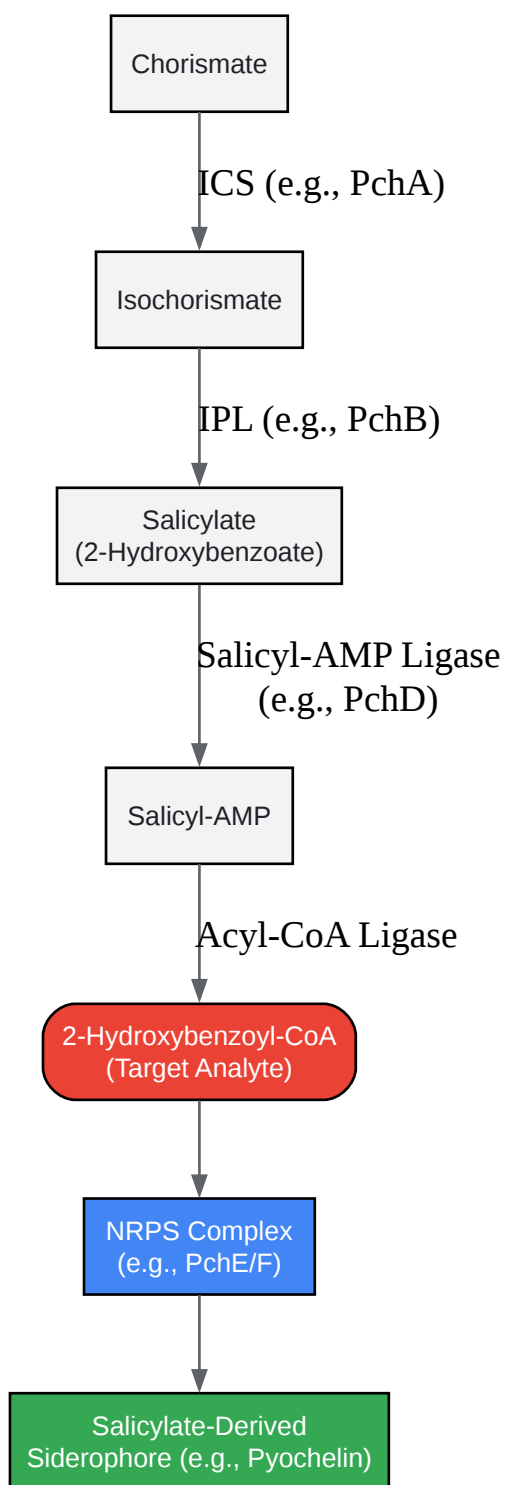 Chorismate
ICS (e.g., PchA)
Isochorismate
IPL (e.g., PchB)
Salicylate
(2-Hydroxybenzoate)
Salicyl-AMP Ligase
(e.g., PchD)
Salicyl-AMP
Acyl-CoA Ligase
2-Hydroxybenzoyl-CoA
(Target Analyte)
NRPS Complex
(e.g., PchE/F)
Salicylate-Derived
Siderophore (e.g., Pyochelin)